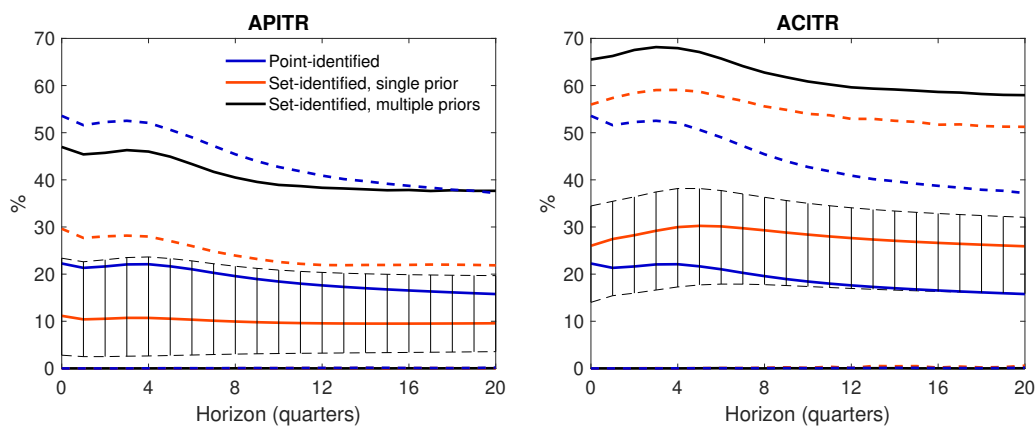 APITR
70
60
50
40
30
20
10
0
%
Point-identified
Set-identified, single prior
Set-identified, multiple priors
0 4 8 12 16 20
Horizon (quarters)
ACITR
70
60
50
40
30
20
10
0
%
0 4 8 12 16 20
Horizon (quarters)